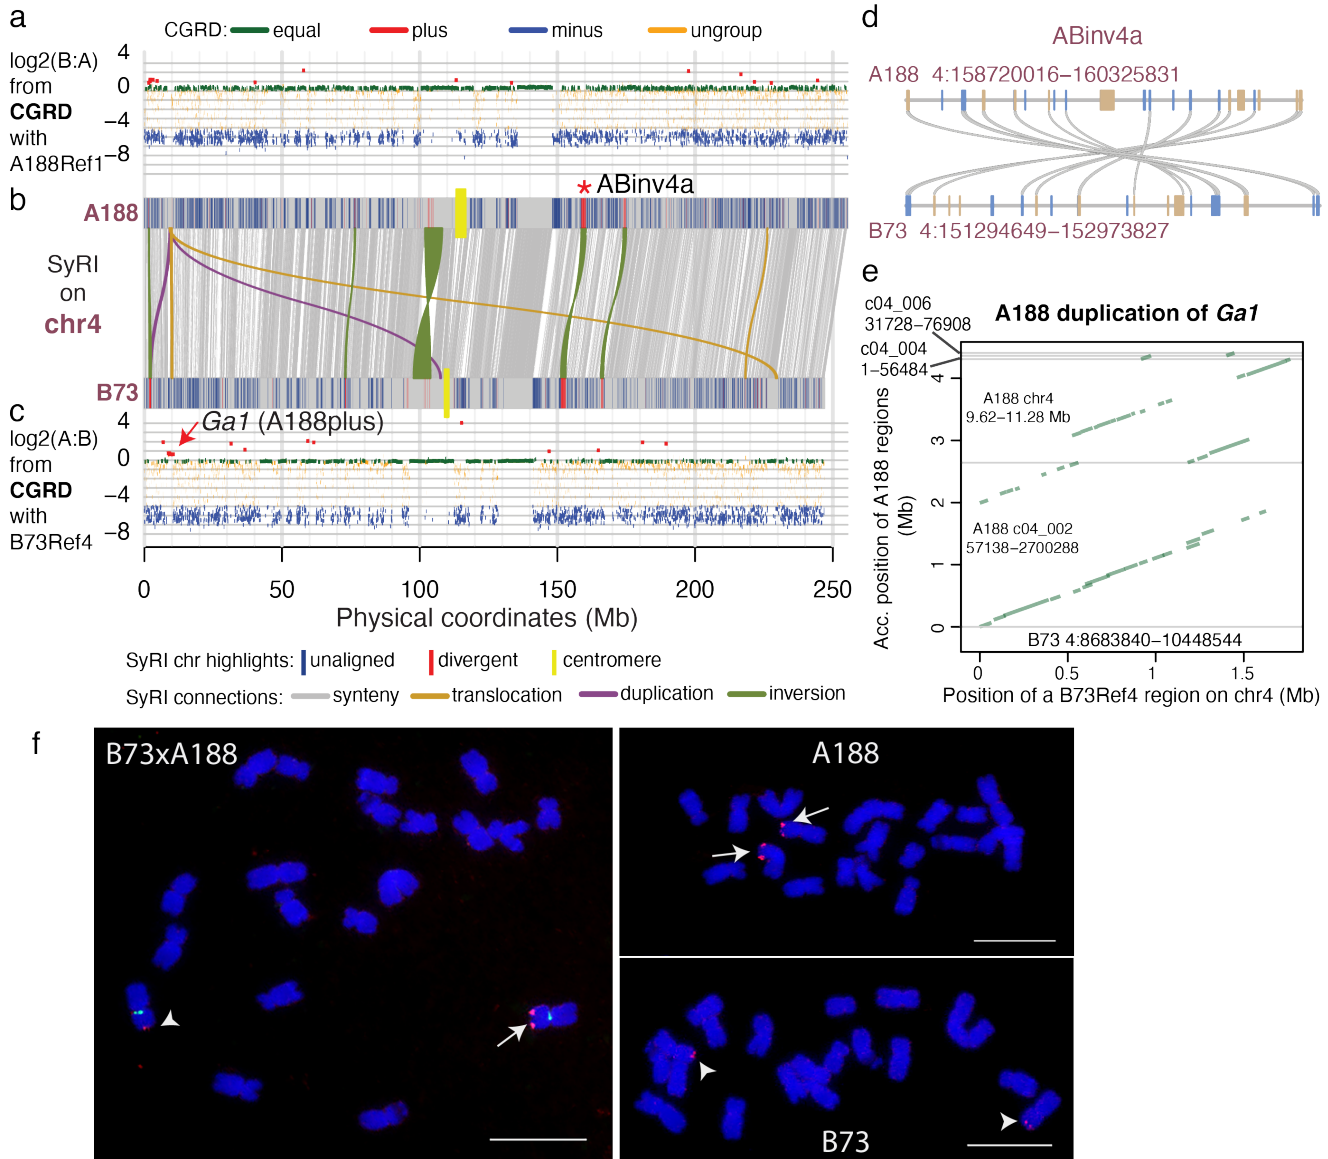 a
CGRD: equal plus minus ungroup
log2(B:A)
from
CGRD
with
A188Ref1
4
0
−4
−8
b
A188
* ABinv4a
SyRI
on
chr4
B73
c
Ga1 (A188plus)
log2(A:B)
from
CGRD
with
B73Ref4
4
0
−4
−8
0 50 100 150 200 250
Physical coordinates (Mb)
SyRI chr highlights: unaligned divergent centromere
SyRI connections: synteny translocation duplication inversion
d
ABinv4a
A188 4:158720016−160325831
B73 4:151294649−152973827
e
A188 duplication of Ga1
c04_006
31728−76908
c04_004
1−56484
A188 chr4
9.62−11.28 Mb
A188 c04_002
57138−2700288
B73 4:8683840−10448544
Acc. position of A188 regions
(Mb)
4
3
2
1
0
0 0.5 1 1.5
Position of a B73Ref4 region on chr4 (Mb)
f
B73xA188
A188
B73